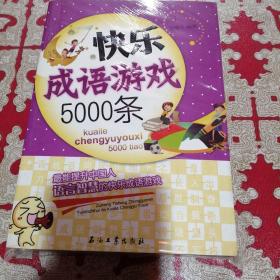 快乐
成语游戏
5000条
kuaile
chengyuyouxi
5000 tiao
最能提升中国人
语言智慧的快乐成语游戏
石油工业出版社